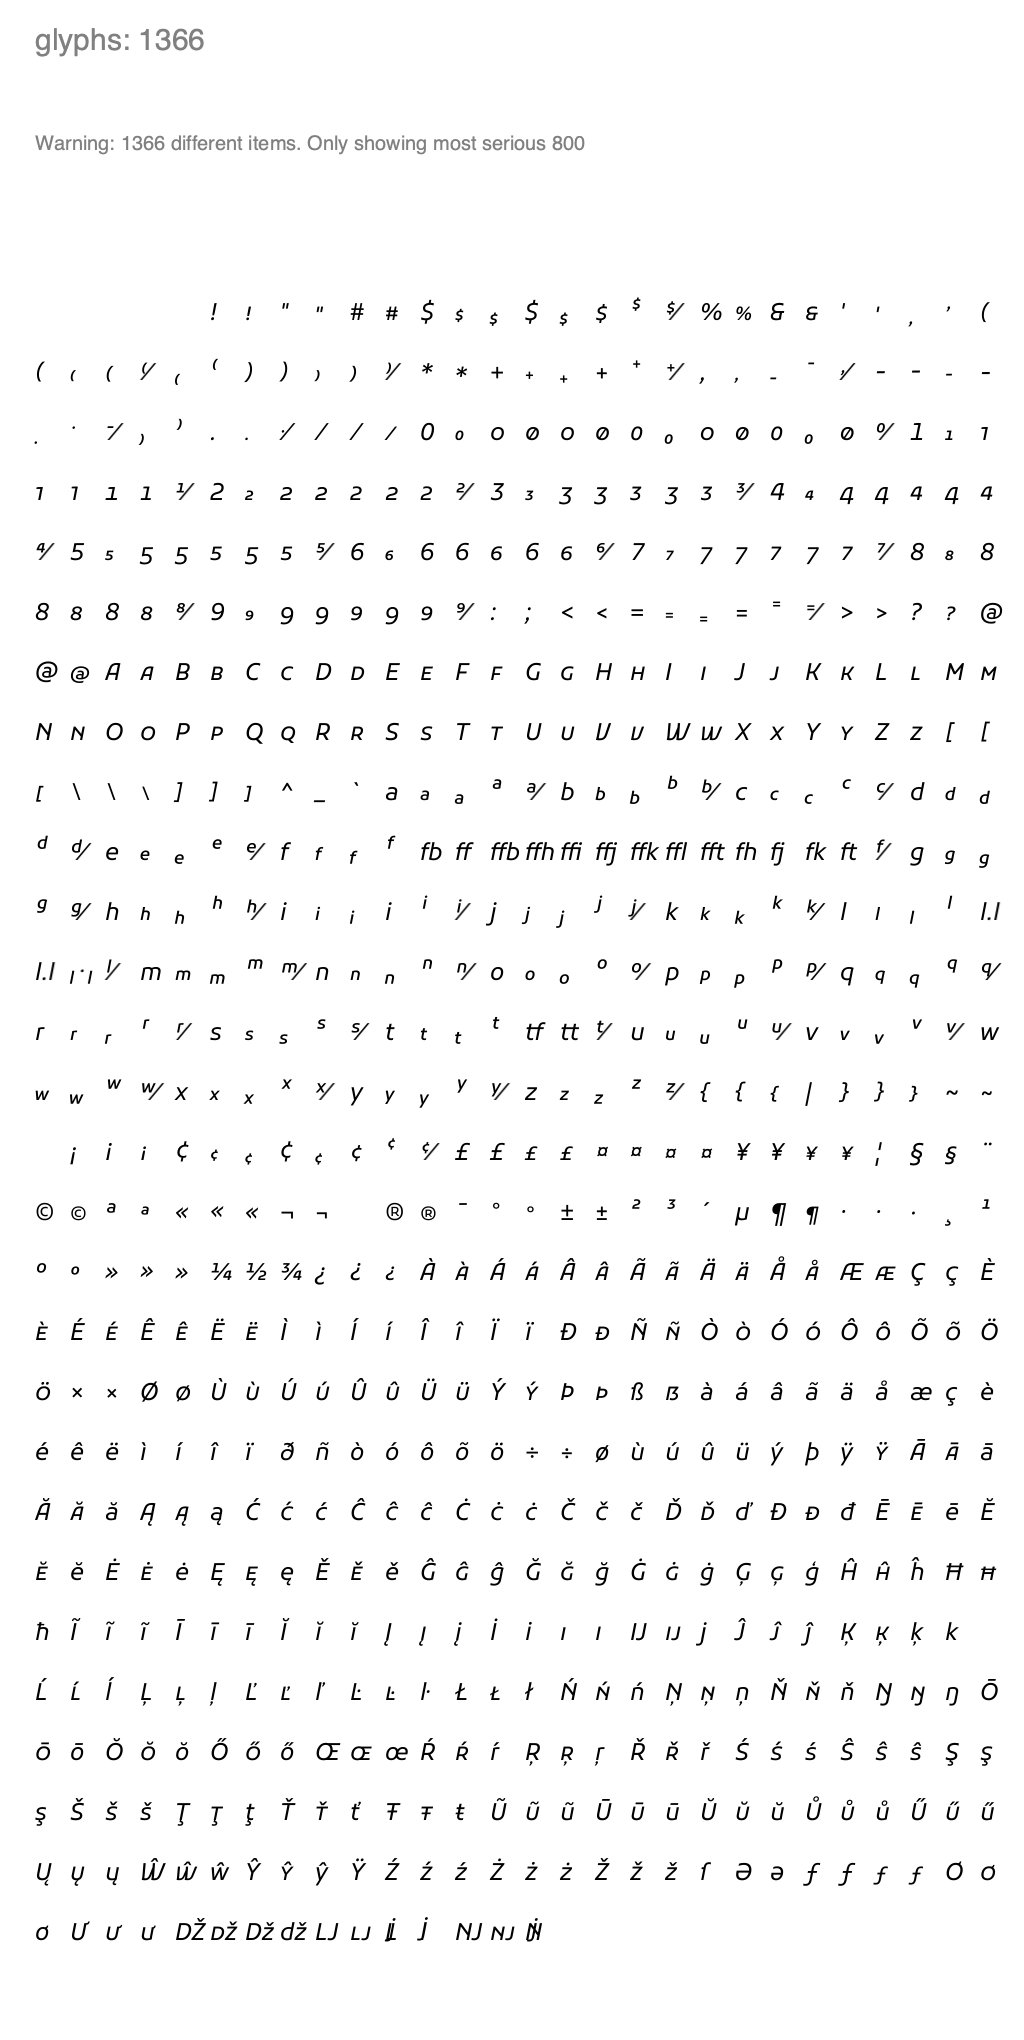 glyphs: 1366
Warning: 1366 different items. Only showing most serious 800
! ! " " # # $ $ $ $ $ $ $ $⁄ % % & & ' ' , ’ (
( ( ( (⁄ ( ( ) ) ) ) )⁄ * * + + + + + +⁄ , , - - ,⁄ - - - -
. . -⁄ ) ) . . .⁄ / / / 0 0 0 0 0 0 0 0 0 0 0 0 0 0⁄ 1 1 1
1 1 1 1 1⁄ 2 2 2 2 2 2 2 2⁄ 3 3 3 3 3 3 3 3⁄ 4 4 4 4 4 4 4
4⁄ 5 5 5 5 5 5 5 5⁄ 6 6 6 6 6 6 6 6⁄ 7 7 7 7 7 7 7 7⁄ 8 8 8
8 8 8 8 8⁄ 9 9 9 9 9 9 9 9⁄ : ; < < = = = = = =⁄ > > ? ? @
@ @ A ᴀ B ʙ C ᴄ D ᴅ E ᴇ F ꜰ G ɢ H ʜ I ɪ J ᴊ K ᴋ L ʟ M ᴍ
N ɴ O ᴏ P ᴘ Q ꞯ R ʀ S ꜱ T ᴛ U ᴜ V ᴠ W ᴡ X x Y ʏ Z ᴢ [ [
[ \ \ \ ] ] ] ^ _ ` a a a a a⁄ b b b b b⁄ c c c c c⁄ d d d
d d⁄ e e e e e⁄ f f f f fb ff ffb ffh ffi ffj ffk ffl fft fh fj fk ft f⁄ g g g
g g⁄ h h h h h⁄ i i i i i i⁄ j j j j j⁄ k k k k k⁄ l l l l l.l
l.l l·l l⁄ m m m m m⁄ n n n n n⁄ o o o o o⁄ p p p p p⁄ q q q q q⁄
r r r r r⁄ s s s s s⁄ t t t t tf tt t⁄ u u u u u⁄ v v v v v⁄ w
w w w w⁄ x x x x x⁄ y y y y y⁄ z z z z z⁄ { { { | } } } ~ ~
¡ ¡ ¡ ¢ ¢ ¢ ¢ ¢ ¢ ¢ ¢⁄ £ £ £ £ ¤ ¤ ¤ ¤ ¥ ¥ ¥ ¥ ¦ § § ¨
© © ª ª « « « ¬ ¬ ® ® ¯ ° ° ± ± ² ³ ´ µ ¶ ¶ · · · ¸ ¹
º º » » » ¼ ½ ¾ ¿ ¿ ¿ À À Á Á Â Â Ã Ã Ä Ä Å Å Æ Æ Ç Ç È
È É É Ê Ê Ë Ë Ì Ì Í Í Î Î Ï Ï Ð Ð Ñ Ñ Ò Ò Ó Ó Ô Ô Õ Õ Ö
Ö × × Ø Ø Ù Ù Ú Ú Û Û Ü Ü Ý Ý Þ Þ ß ß à á â ã ä å æ ç è
é ê ë ì í î ï ð ñ ò ó ô õ ö ÷ ÷ ø ù ú û ü ý þ ÿ Ÿ Ā Ā ā
Ă Ă ă Ą Ą ą Ć Ć ć Ĉ Ĉ ĉ Ċ Ċ ċ Č Č č Ď Ď ď Đ Đ đ Ē Ē ē Ĕ
Ĕ ĕ Ė Ė ė Ę Ę ę Ě Ě ě Ĝ Ĝ ĝ Ğ Ğ ğ Ġ Ġ ġ Ģ Ģ ģ Ĥ Ĥ ĥ Ħ Ħ
ħ Ĩ Ĩ ĩ Ī Ī ī Ĭ Ĭ ĭ Į Į į İ i ı ı Ĳ Ĳ j Ĵ Ĵ ĵ Ķ Ķ ķ k
Ĺ Ĺ ĺ Ļ Ļ ļ Ľ Ľ ľ Ŀ Ŀ ŀ Ł Ł ł Ń Ń ń Ņ Ņ ņ Ň Ň ň Ŋ Ŋ ŋ Ō
Ō ō Ŏ Ŏ ŏ Ő Ő ő Œ Œ œ Ŕ Ŕ ŕ Ŗ Ŗ ŗ Ř Ř ř Ś Ś ś Ŝ Ŝ ŝ Ş Ş
ş Š Š š Ţ Ţ ţ Ť Ť ť Ŧ Ŧ ŧ Ũ Ũ ũ Ū Ū ū Ŭ Ŭ ŭ Ů Ů ů Ű Ű ű
Ų Ų ų Ŵ Ŵ ŵ Ŷ Ŷ ŷ Ÿ Ź Ź ź Ż Ż ż Ž Ž ž ſ Ə ə ƒ ƒ ƒ ƒ Ơ Ơ
ơ Ư Ư ư DŽ DŽ Dž dž LJ LJ J̇ NJ NJ